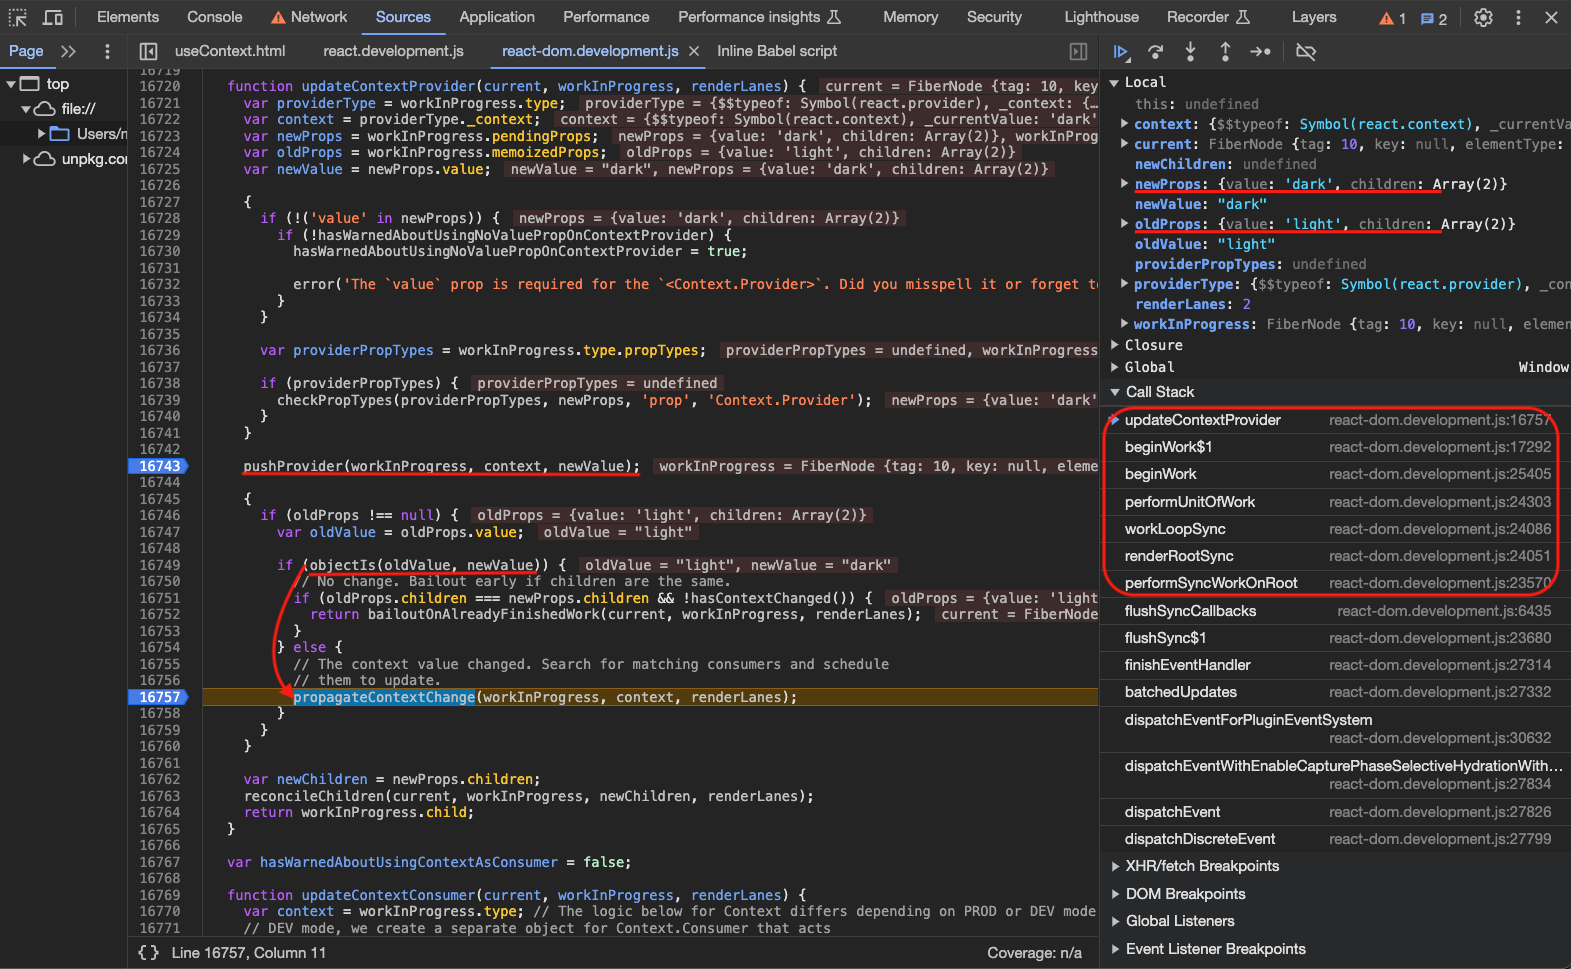 Elements Console Network Sources Application Performance Performance insights Memory Security Lighthouse Recorder Layers 1 2
Page useContext.html react.development.js react-dom.development.js Inline Babel script
top
file://
Users/n
unpkg.cor
16719
16720 function updateContextProvider(current, workInProgress, renderLanes) { current = FiberNode {tag: 10, key
16721 var providerType = workInProgress.type; providerType = {$$typeof: Symbol(react.provider), _context: {…
16722 var context = providerType._context; context = {$$typeof: Symbol(react.context), _currentValue: 'dark'
16723 var newProps = workInProgress.pendingProps; newProps = {value: 'dark', children: Array(2)}, workInProg
16724 var oldProps = workInProgress.memoizedProps; oldProps = {value: 'light', children: Array(2)}
16725 var newValue = newProps.value; newValue = "dark", newProps = {value: 'dark', children: Array(2)}
16726
16727 {
16728 if (!('value' in newProps)) { newProps = {value: 'dark', children: Array(2)}
16729 if (!hasWarnedAboutUsingNoValuePropOnContextProvider) {
16730 hasWarnedAboutUsingNoValuePropOnContextProvider = true;
16731
16732 error('The `value` prop is required for the `<Context.Provider>`. Did you misspell it or forget to
16733 }
16734 }
16735
16736 var providerPropTypes = workInProgress.type.propTypes; providerPropTypes = undefined, workInProgress
16737
16738 if (providerPropTypes) { providerPropTypes = undefined
16739 checkPropTypes(providerPropTypes, newProps, 'prop', 'Context.Provider'); newProps = {value: 'dark'
16740 }
16741 }
16742
16743 pushProvider(workInProgress, context, newValue); workInProgress = FiberNode {tag: 10, key: null, eleme
16744
16745 {
16746 if (oldProps !== null) { oldProps = {value: 'light', children: Array(2)}
16747 var oldValue = oldProps.value; oldValue = "light"
16748
16749 if (objectIs(oldValue, newValue)) { oldValue = "light", newValue = "dark"
16750 // No change. Bailout early if children are the same.
16751 if (oldProps.children === newProps.children && !hasContextChanged()) { oldProps = {value: 'light
16752 return bailoutOnAlreadyFinishedWork(current, workInProgress, renderLanes); current = FiberNode
16753 }
16754 } else {
16755 // The context value changed. Search for matching consumers and schedule
16756 // them to update.
16757 propagateContextChange(workInProgress, context, renderLanes);
16758 }
16759 }
16760 }
16761
16762 var newChildren = newProps.children;
16763 reconcileChildren(current, workInProgress, newChildren, renderLanes);
16764 return workInProgress.child;
16765 }
16766
16767 var hasWarnedAboutUsingContextAsConsumer = false;
16768
16769 function updateContextConsumer(current, workInProgress, renderLanes) {
16770 var context = workInProgress.type; // The logic below for Context differs depending on PROD or DEV mode
16771 // DEV mode, we create a separate object for Context.Consumer that acts
{} Line 16757, Column 11 Coverage: n/a
Local
this: undefined
context: {$$typeof: Symbol(react.context), _currentVa
current: FiberNode {tag: 10, key: null, elementType:
newChildren: undefined
newProps: {value: 'dark', children: Array(2)}
newValue: "dark"
oldProps: {value: 'light', children: Array(2)}
oldValue: "light"
providerPropTypes: undefined
providerType: {$$typeof: Symbol(react.provider), _con
renderLanes: 2
workInProgress: FiberNode {tag: 10, key: null, elemen
Closure
Global Window
Call Stack
updateContextProvider react-dom.development.js:16757
beginWork$1 react-dom.development.js:17292
beginWork react-dom.development.js:25405
performUnitOfWork react-dom.development.js:24303
workLoopSync react-dom.development.js:24086
renderRootSync react-dom.development.js:24051
performSyncWorkOnRoot react-dom.development.js:23570
flushSyncCallbacks react-dom.development.js:6435
flushSync$1 react-dom.development.js:23680
finishEventHandler react-dom.development.js:27314
batchedUpdates react-dom.development.js:27332
dispatchEventForPluginEventSystem
react-dom.development.js:30632
dispatchEventWithEnableCapturePhaseSelectiveHydrationWith…
react-dom.development.js:27834
dispatchEvent react-dom.development.js:27826
dispatchDiscreteEvent react-dom.development.js:27799
XHR/fetch Breakpoints
DOM Breakpoints
Global Listeners
Event Listener Breakpoints